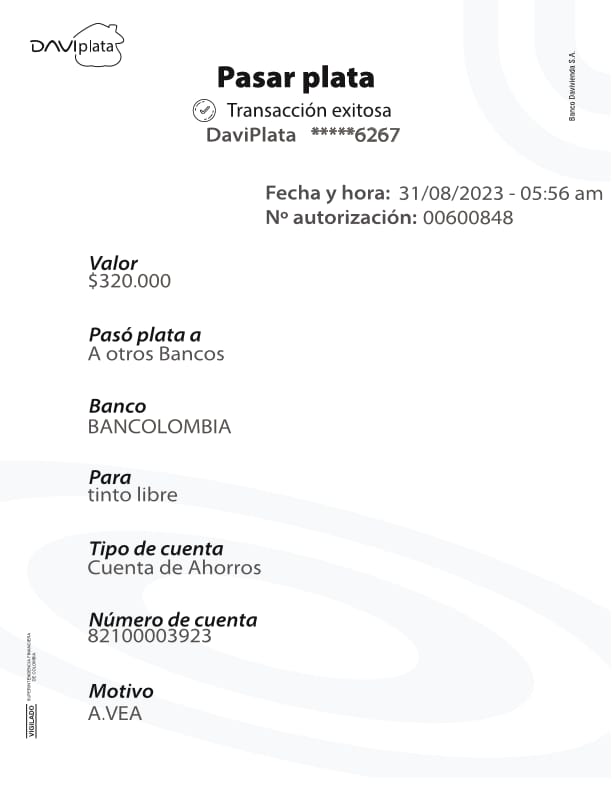 DAVIplata
Banco Davivienda S.A.
Pasar plata
Transacción exitosa
DaviPlata *****6267
Fecha y hora: 31/08/2023 - 05:56 am
Nº autorización: 00600848
Valor
$320.000
Pasó plata a
A otros Bancos
Banco
BANCOLOMBIA
Para
tinto libre
Tipo de cuenta
Cuenta de Ahorros
Número de cuenta
82100003923
Motivo
A.VEA
VIGILADO
SUPERINTENDENCIA FINANCIERA
DE COLOMBIA